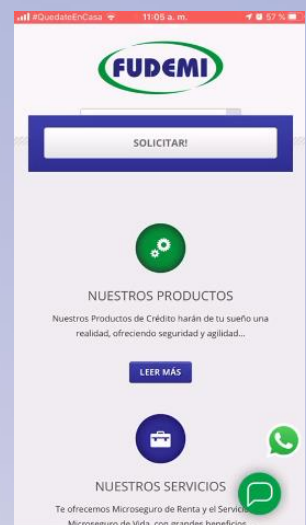 #QuedateEnCasa 11:05 a. m. 57 %
FUDEMI
SOLICITAR!
NUESTROS PRODUCTOS
Nuestros Productos de Crédito harán de tu sueño una
realidad, ofreciendo seguridad y agilidad...
LEER MÁS
NUESTROS SERVICIOS
Te ofrecemos Microseguro de Renta y el Servicio
Microseguro de Vida, con grandes beneficios